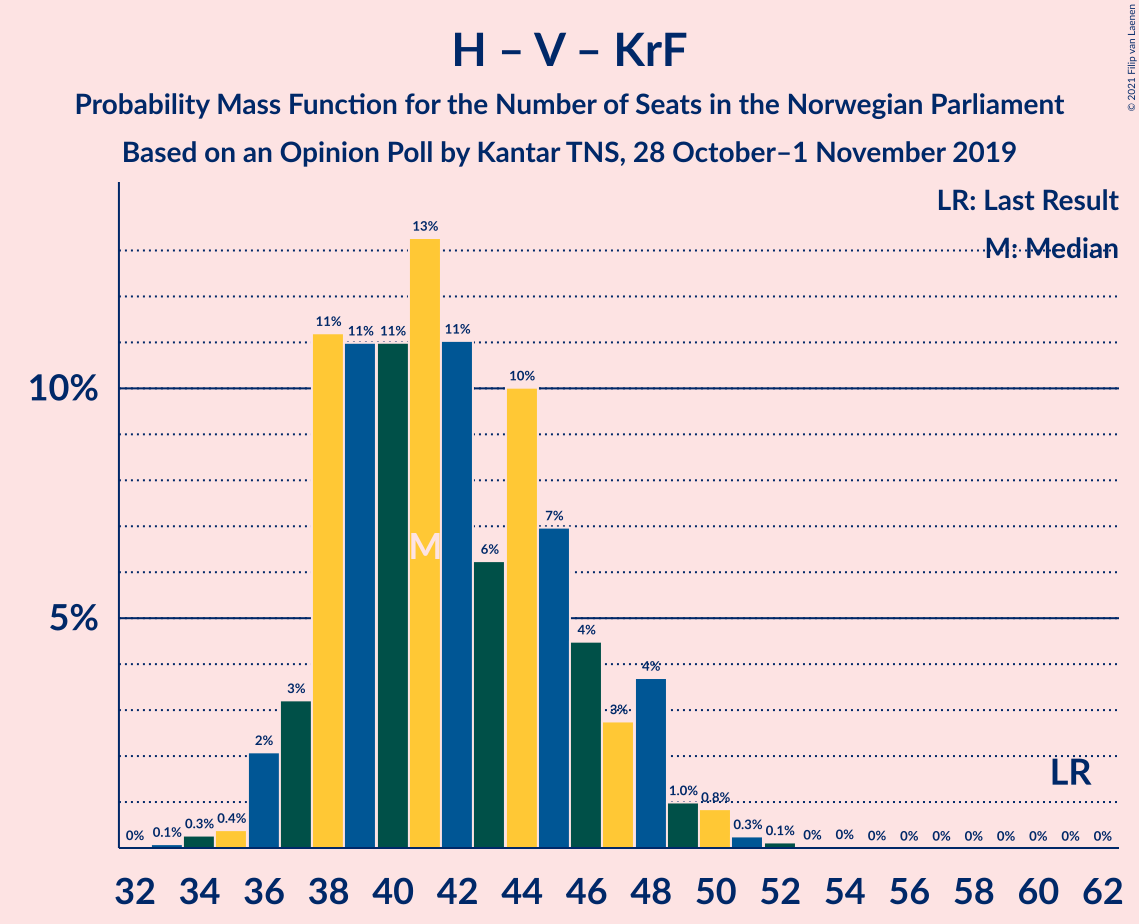 H – V – KrF
Probability Mass Function for the Number of Seats in the Norwegian Parliament
Based on an Opinion Poll by Kantar TNS, 28 October–1 November 2019
© 2021 Filip van Laenen
LR: Last Result
M: Median
10%
5%
0% 0.1% 0.3% 0.4% 2% 3% 11% 11% 11% 13% 11% 6% 10% 7% 4% 3% 4% 1.0% 0.8% 0.3% 0.1% 0% 0% 0% 0% 0% 0% 0% 0% 0% 0%
M
LR
32 34 36 38 40 42 44 46 48 50 52 54 56 58 60 62